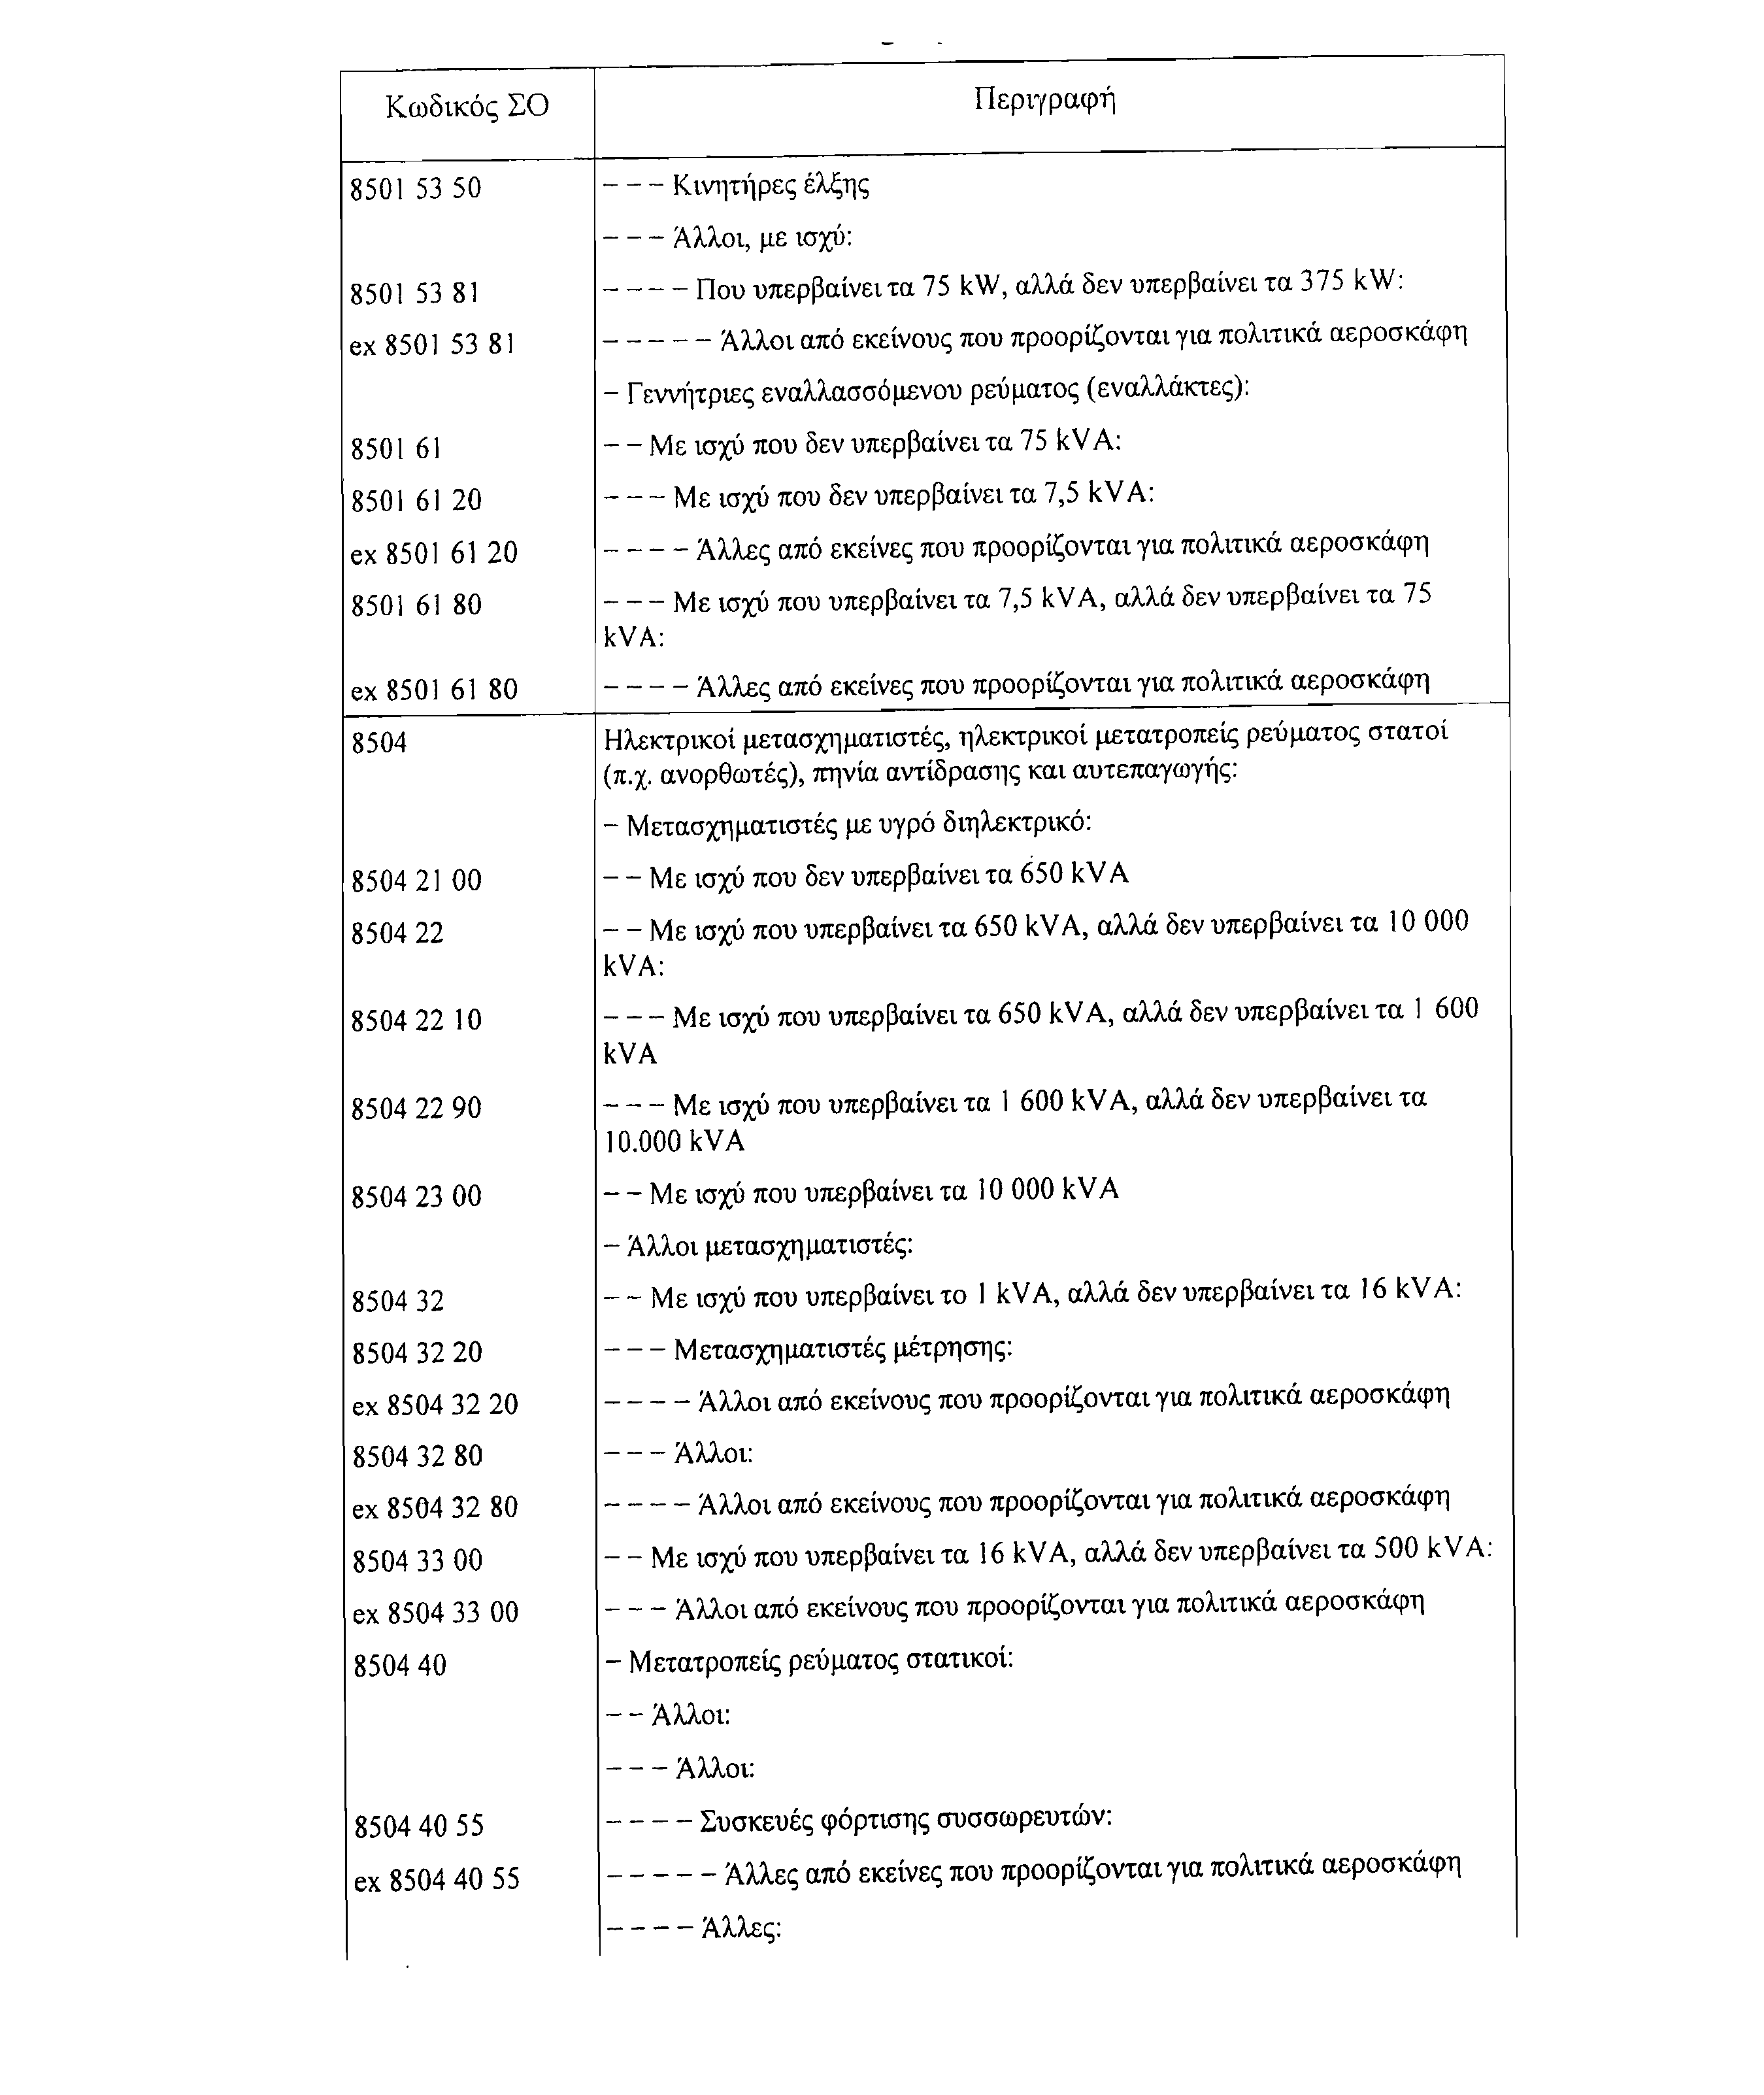 Κωδικός ΣΟ Περιγραφή
8501 53 50 – – – Κινητήρες έλξης
– – – Άλλοι, με ισχύ:
8501 53 81 – – – – Που υπερβαίνει τα 75 kW, αλλά δεν υπερβαίνει τα 375 kW:
ex 8501 53 81 – – – – – Άλλοι από εκείνους που προορίζονται για πολιτικά αεροσκάφη
– Γεννήτριες εναλλασσόμενου ρεύματος (εναλλάκτες):
8501 61 – – Με ισχύ που δεν υπερβαίνει τα 75 kVA:
8501 61 20 – – – Με ισχύ που δεν υπερβαίνει τα 7,5 kVA:
ex 8501 61 20 – – – – Άλλες από εκείνες που προορίζονται για πολιτικά αεροσκάφη
8501 61 80 – – – Με ισχύ που υπερβαίνει τα 7,5 kVA, αλλά δεν υπερβαίνει τα 75
kVA:
ex 8501 61 80 – – – – Άλλες από εκείνες που προορίζονται για πολιτικά αεροσκάφη
8504 Ηλεκτρικοί μετασχηματιστές, ηλεκτρικοί μετατροπείς ρεύματος στατοί
(π.χ. ανορθωτές), πηνία αντίδρασης και αυτεπαγωγής:
– Μετασχηματιστές με υγρό διηλεκτρικό:
8504 21 00 – – Με ισχύ που δεν υπερβαίνει τα 650 kVA
8504 22 – – Με ισχύ που υπερβαίνει τα 650 kVA, αλλά δεν υπερβαίνει τα 10 000
kVA:
8504 22 10 – – – Με ισχύ που υπερβαίνει τα 650 kVA, αλλά δεν υπερβαίνει τα 1 600
kVA
8504 22 90 – – – Με ισχύ που υπερβαίνει τα 1 600 kVA, αλλά δεν υπερβαίνει τα
10.000 kVA
8504 23 00 – – Με ισχύ που υπερβαίνει τα 10 000 kVA
– Άλλοι μετασχηματιστές:
8504 32 – – Με ισχύ που υπερβαίνει το 1 kVA, αλλά δεν υπερβαίνει τα 16 kVA:
8504 32 20 – – – Μετασχηματιστές μέτρησης:
ex 8504 32 20 – – – – Άλλοι από εκείνους που προορίζονται για πολιτικά αεροσκάφη
8504 32 80 – – – Άλλοι:
ex 8504 32 80 – – – – Άλλοι από εκείνους που προορίζονται για πολιτικά αεροσκάφη
8504 33 00 – – Με ισχύ που υπερβαίνει τα 16 kVA, αλλά δεν υπερβαίνει τα 500 kVA:
ex 8504 33 00 – – – Άλλοι από εκείνους που προορίζονται για πολιτικά αεροσκάφη
8504 40 – Μετατροπείς ρεύματος στατικοί:
– – Άλλοι:
– – – Άλλοι:
8504 40 55 – – – – Συσκευές φόρτισης συσσωρευτών:
ex 8504 40 55 – – – – – Άλλες από εκείνες που προορίζονται για πολιτικά αεροσκάφη
– – – – Άλλες: